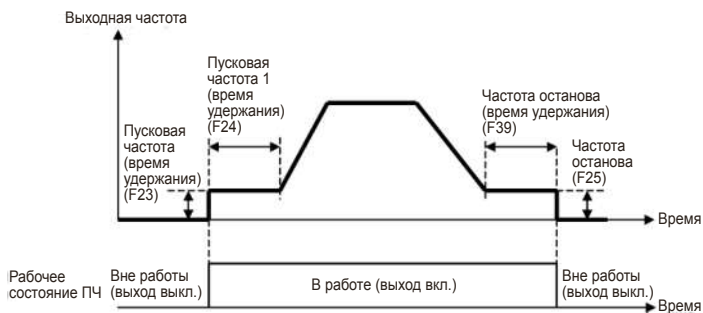 Выходная частота
Пусковая
частота 1
(время
удержания)
(F24)
Частота останова
(время удержания)
(F39)
Пусковая
частота
(время
удержания)
(F23)
Частота
останова
(F25)
Время
Рабочее
состояние ПЧ
Вне работы
(выход выкл.)
В работе (выход вкл.)
Вне работы
(выход выкл.)
Время